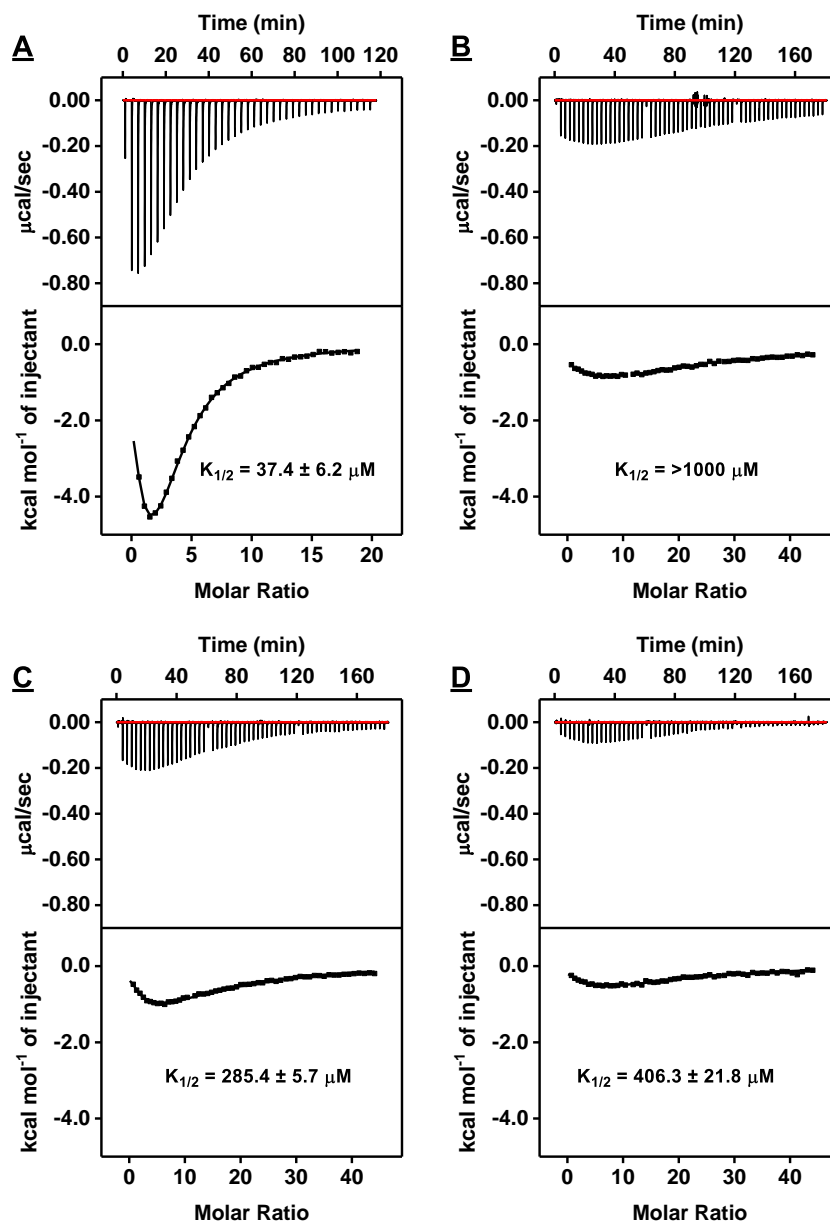 Time (min)
A
0 20 40 60 80 100 120
0.00
-0.20
-0.40
-0.60
-0.80
µcal/sec
0.0
-2.0
-4.0
kcal mol⁻¹ of injectant
K1/2 = 37.4 ± 6.2 µM
0 5 10 15 20
Molar Ratio
Time (min)
B
0 40 80 120 160
0.00
-0.20
-0.40
-0.60
-0.80
µcal/sec
0.0
-2.0
-4.0
kcal mol⁻¹ of injectant
K1/2 = >1000 µM
0 10 20 30 40
Molar Ratio
Time (min)
C
0 40 80 120 160
0.00
-0.20
-0.40
-0.60
-0.80
µcal/sec
0.0
-2.0
-4.0
kcal mol⁻¹ of injectant
K1/2 = 285.4 ± 5.7 µM
0 10 20 30 40
Molar Ratio
Time (min)
D
0 40 80 120 160
0.00
-0.20
-0.40
-0.60
-0.80
µcal/sec
0.0
-2.0
-4.0
kcal mol⁻¹ of injectant
K1/2 = 406.3 ± 21.8 µM
0 10 20 30 40
Molar Ratio